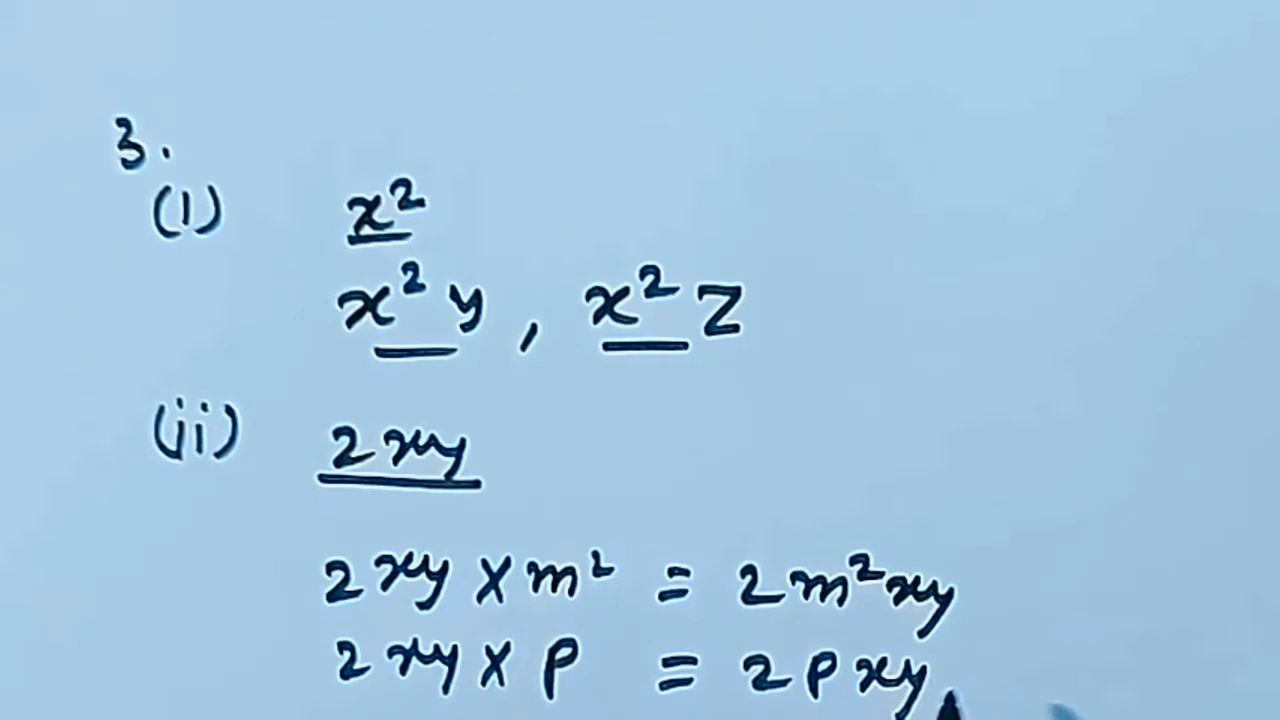 3.
(i) x²
x²y, x²z
(ii) 2xy
2xy × m² = 2m²xy
2xy × p = 2pxy